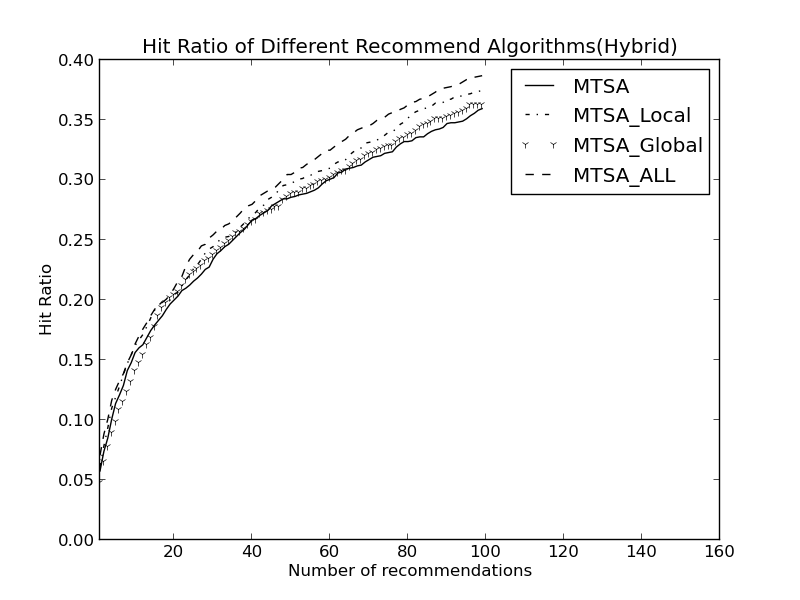 Hit Ratio of Different Recommend Algorithms(Hybrid)
0.40
0.35
0.30
0.25
0.20
0.15
0.10
0.05
0.00
Hit Ratio
MTSA
MTSA_Local
MTSA_Global
MTSA_ALL
20 40 60 80 100 120 140 160
Number of recommendations